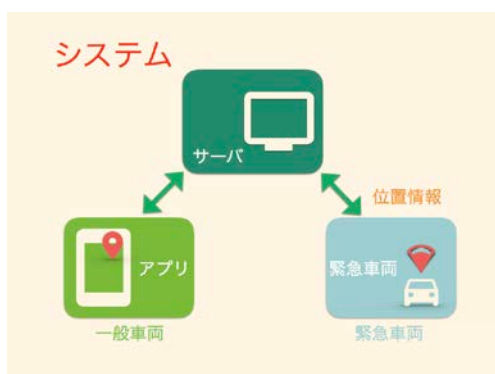 システム
サーバ
位置情報
アプリ
緊急車両
一般車両
緊急車両